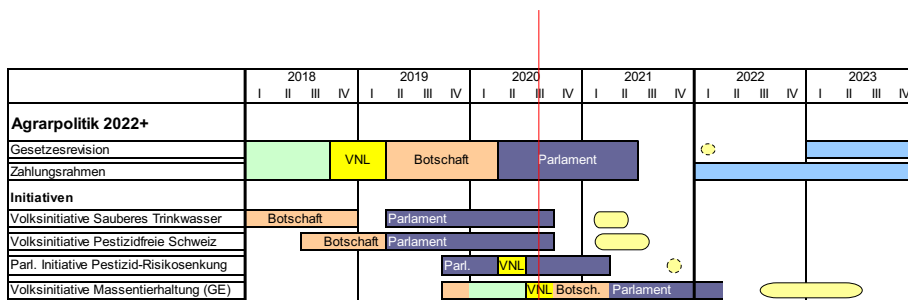 2018 2019 2020 2021 2022 2023
I II III IV I II III IV I II III IV I II III IV I II III IV I II III IV
Agrarpolitik 2022+
Gesetzesrevision
VNL Botschaft Parlament
Zahlungsrahmen
Initiativen
Volksinitiative Sauberes Trinkwasser Botschaft Parlament
Volksinitiative Pestizidfreie Schweiz Botschaft Parlament
Parl. Initiative Pestizid-Risikosenkung Parl. VNL
Volksinitiative Massentierhaltung (GE) VNL Botsch. Parlament